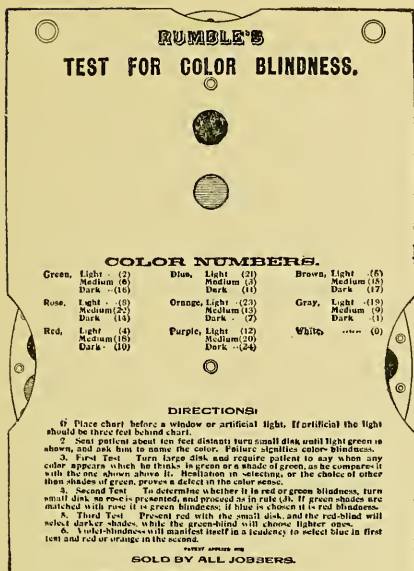 RUMBLE'S
TEST FOR COLOR BLINDNESS.
COLOR NUMBERS.
Green, Light - (2) Blue, Light (21) Brown, Light - (5)
Medium (6) Medium (3) Medium (15)
Dark - (16) Dark (11) Dark (17)
Rose, Light - (8) Orange, Light - (23) Gray, Light - (19)
Medium (22) Medium (13) Medium (9)
Dark (14) Dark - (7) Dark - (1)
Red, Light (4) Purple, Light (12) White, (0)
Medium (18) Medium (20)
Dark - (10) Dark - (24)
DIRECTIONS:
Place chart before a window or artificial light. If artificial the light
should be three feet behind chart.
2 Seat patient about ten feet distant; turn small disk until light green is
shown, and ask him to name the color. Failure signifies color-blindness.
3. First Test Turn large disk and require patient to say when any
color appears which he thinks is green or a shade of green, as he compares it
with the one shown above it. Hesitation in selecting, or the choice of other
than shades of green, proves a defect in the color sense.
4. Second Test To determine whether it is red or green blindness, turn
small disk so rose is presented, and proceed as in rule (3). If green shades are
matched with rose it is green blindness; if blue is chosen it is red blindness.
5. Third Test Present red with the small disk, and the red-blind will
select darker shades, while the green-blind will choose lighter ones.
6. Violet-blindness will manifest itself in a tendency to select blue in first
test and red or orange in the second.
PATENT APPLIED FOR
SOLD BY ALL JOBBERS.